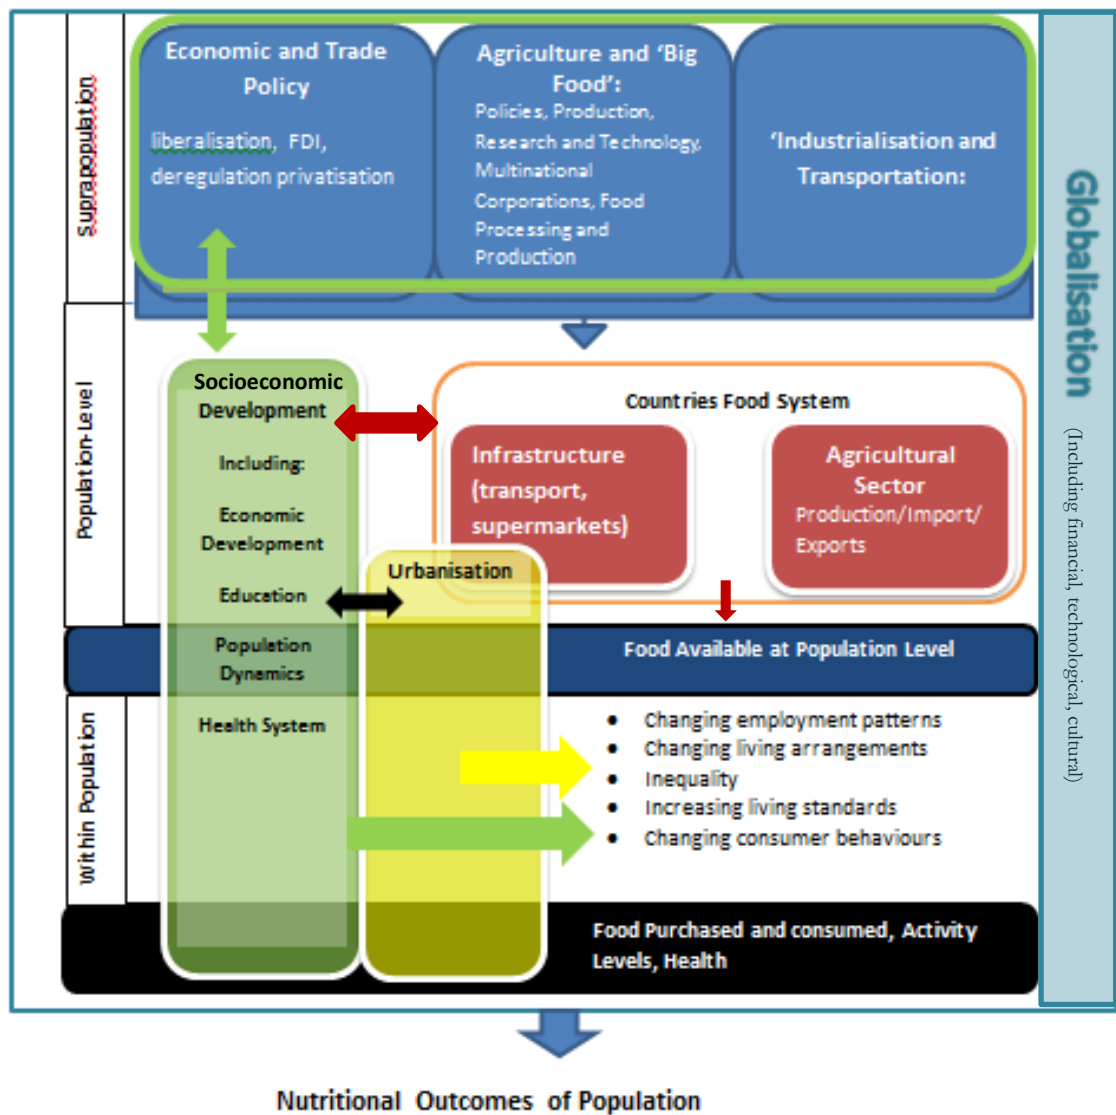 Suprapopulation
Economic and Trade
Policy
liberalisation, FDI,
deregulation privatisation
Agriculture and ‘Big
Food’:
Policies, Production,
Research and Technology,
Multinational
Corporations, Food
Processing and
Production
‘Industrialisation and
Transportation:
Globalisation
(Including financial, technological, cultural)
Population-Level
Socioeconomic
Development
Including:
Economic
Development
Education
Population
Dynamics
Health System
Urbanisation
Countries Food System
Infrastructure
(transport,
supermarkets)
Agricultural
Sector
Production/Import/
Exports
Food Available at Population Level
Within Population
• Changing employment patterns
• Changing living arrangements
• Inequality
• Increasing living standards
• Changing consumer behaviours
Food Purchased and consumed, Activity
Levels, Health
Nutritional Outcomes of Population